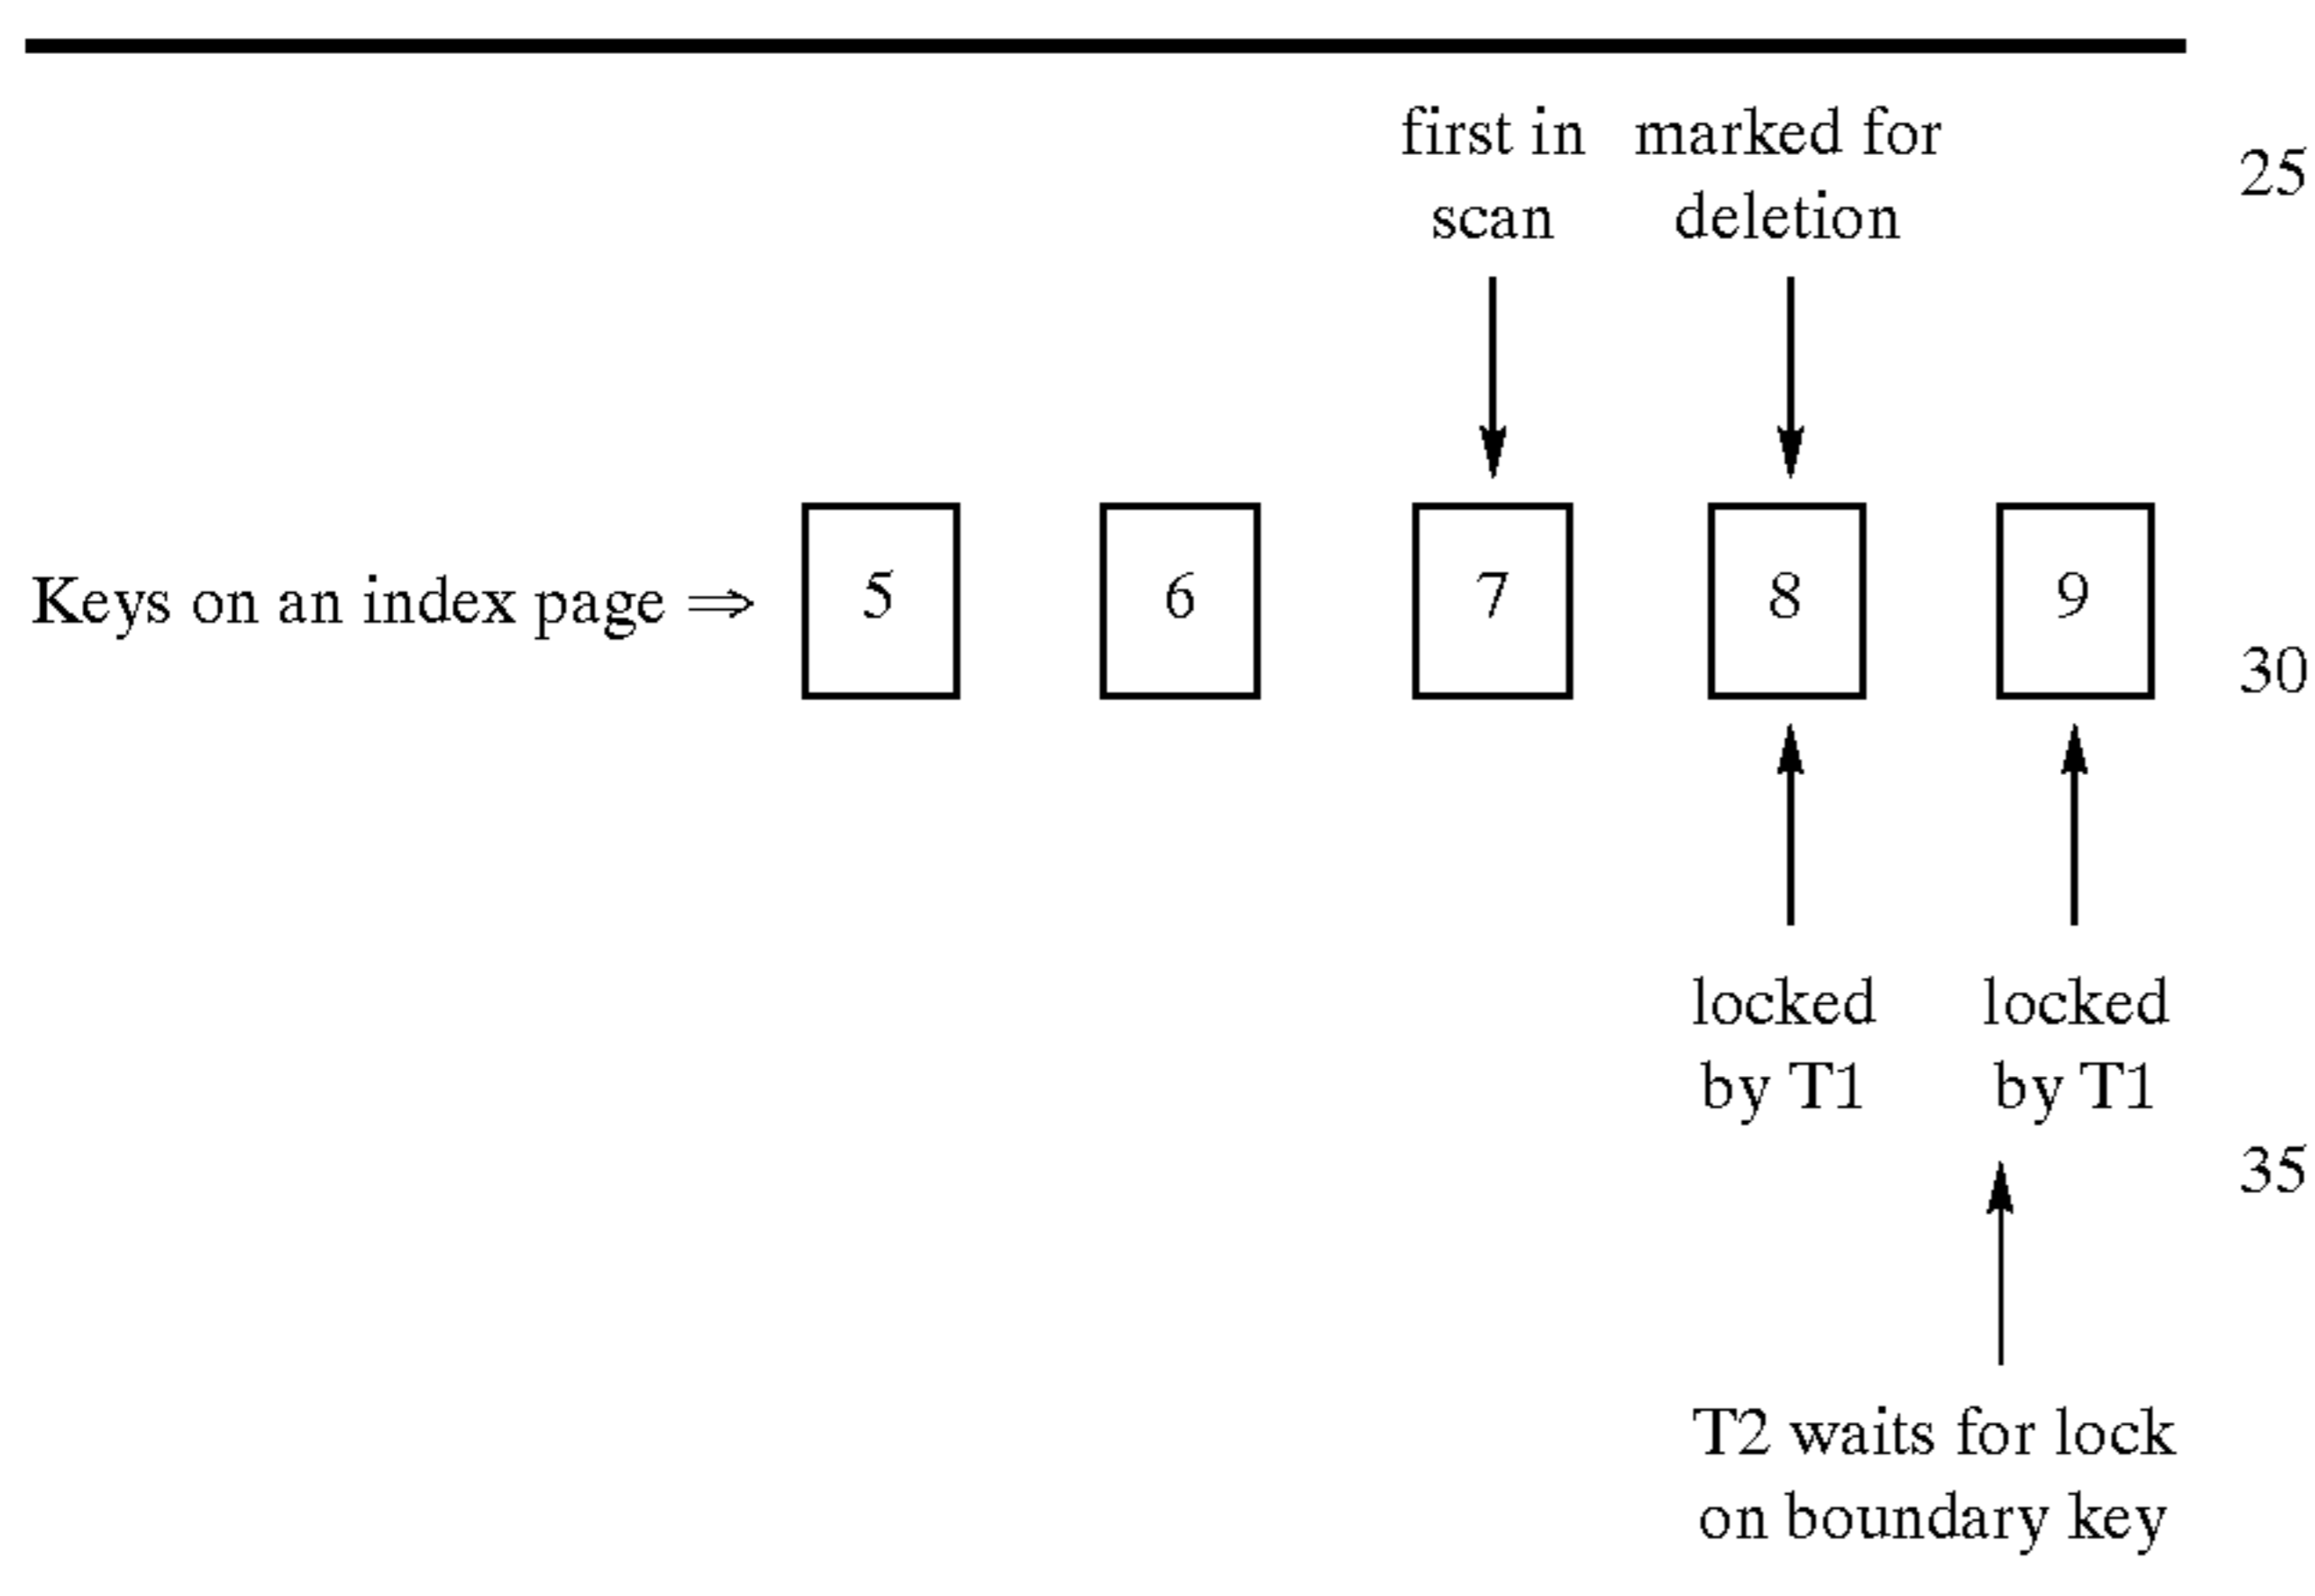 first in marked for
scan deletion
25
Keys on an index page ⇒ 5 6 7 8 9
30
locked locked
by T1 by T1
35
T2 waits for lock
on boundary key